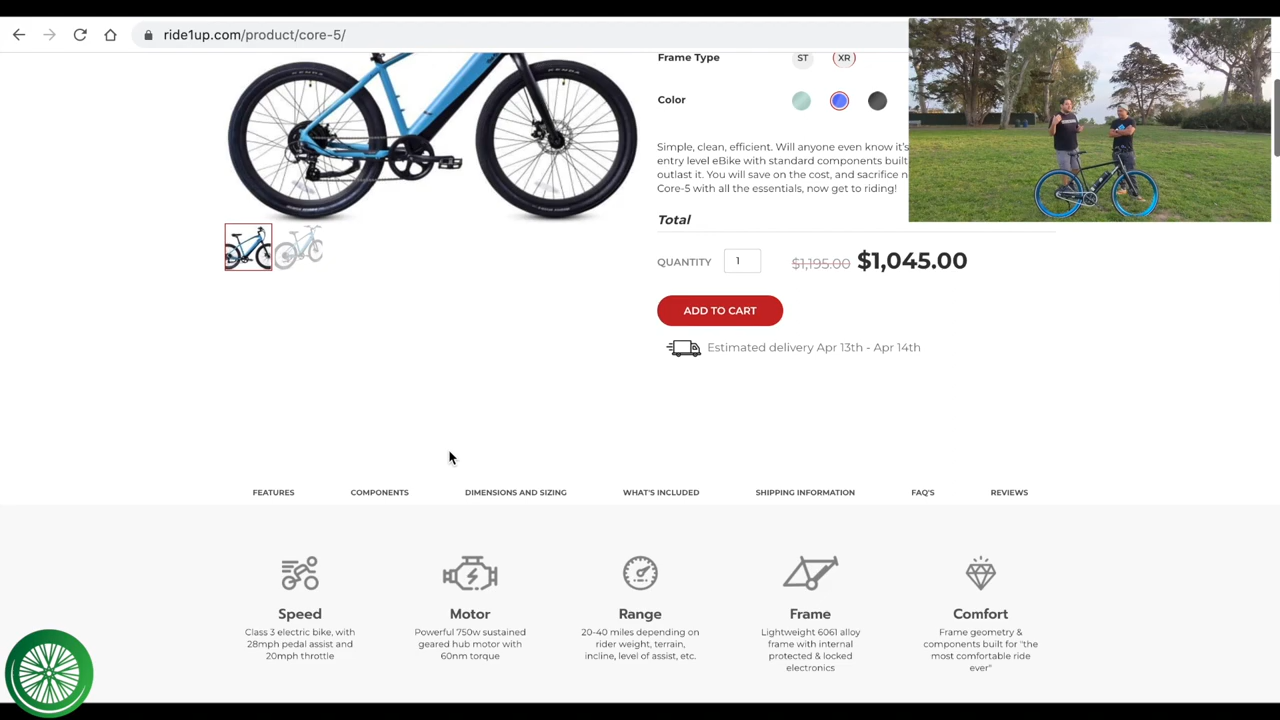 ride1up.com/product/core-5/
Frame Type
ST
XR
Color
Simple, clean, efficient. Will anyone even know it's
entry level eBike with standard components built
outlast it. You will save on the cost, and sacrifice n
Core-5 with all the essentials, now get to riding!
Total
QUANTITY
1
$1,195.00 $1,045.00
ADD TO CART
Estimated delivery Apr 13th - Apr 14th
FEATURES
COMPONENTS
DIMENSIONS AND SIZING
WHAT'S INCLUDED
SHIPPING INFORMATION
FAQ'S
REVIEWS
Speed
Class 3 electric bike, with
28mph pedal assist and
20mph throttle
Motor
Powerful 750w sustained
geared hub motor with
60nm torque
Range
20-40 miles depending on
rider weight, terrain,
incline, level of assist, etc.
Frame
Lightweight 6061 alloy
frame with internal
protected & locked
electronics
Comfort
Frame geometry &
components built for "the
most comfortable ride
ever"